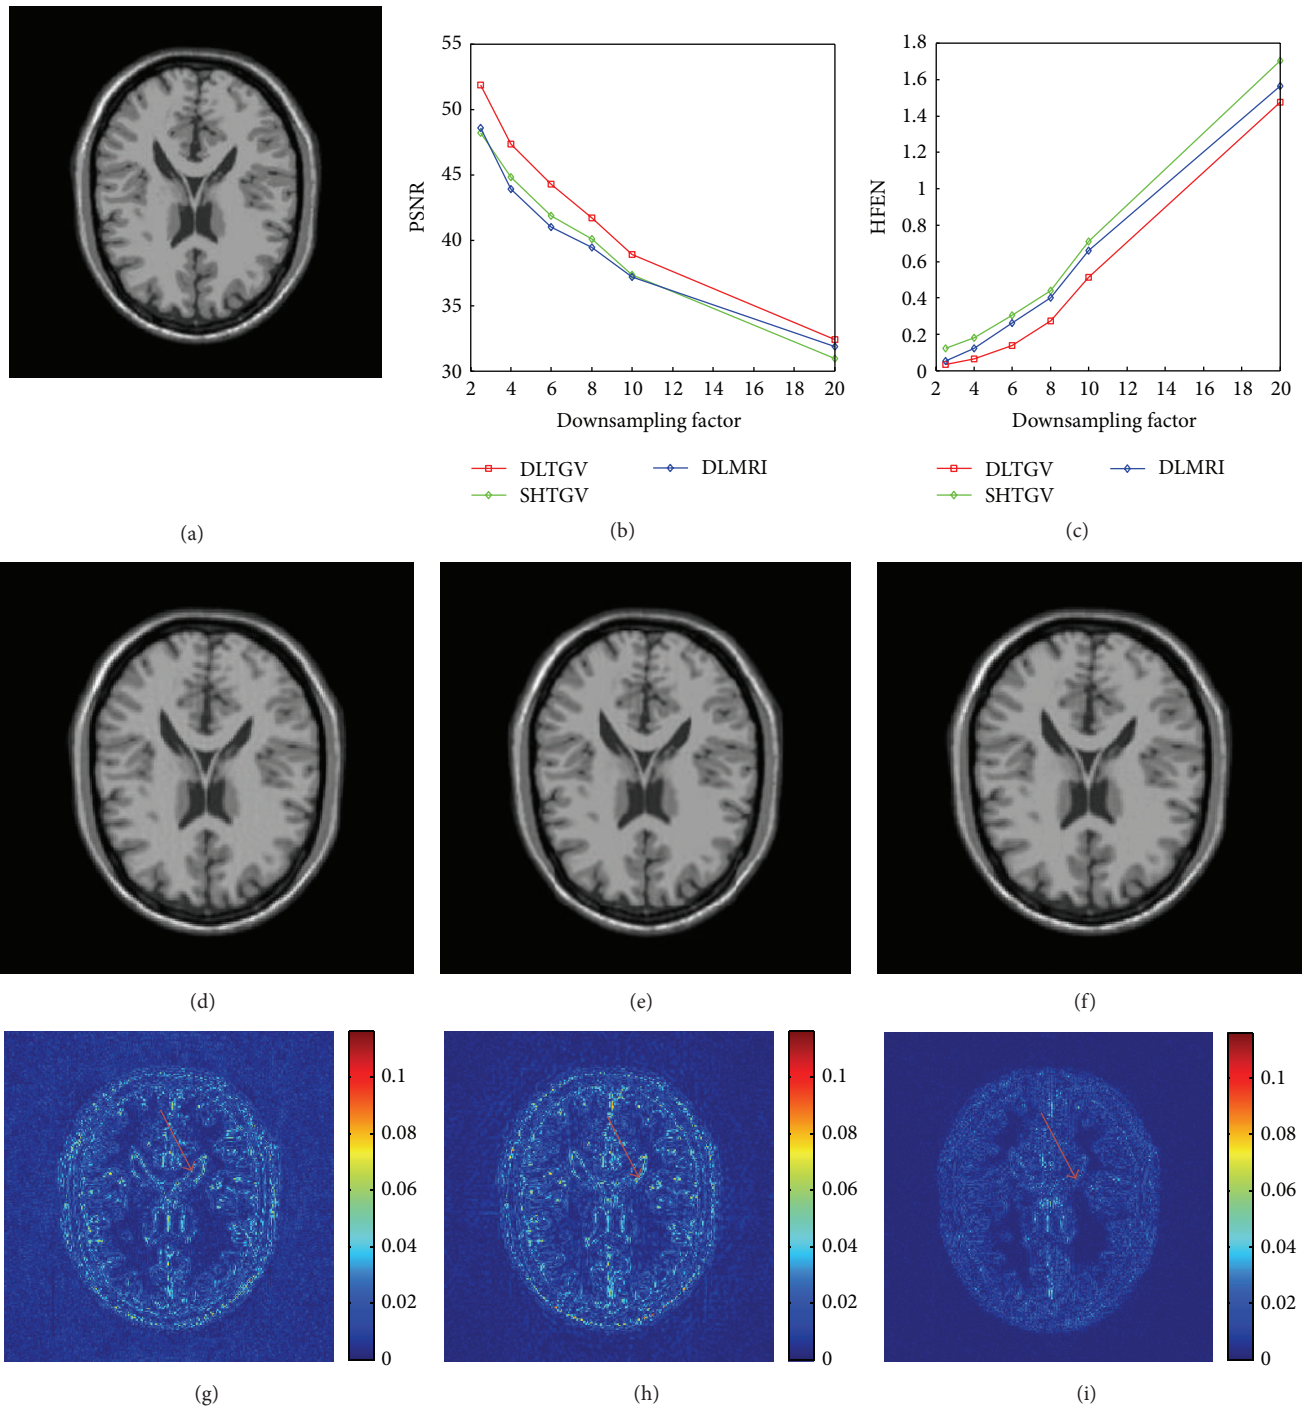 55
50
45
40
35
30
PSNR
2 4 6 8 10 12 14 16 18 20
Downsampling factor
DLTGV
DLMRI
SHTGV
1.8
1.6
1.4
1.2
1
0.8
0.6
0.4
0.2
0
HFEN
2 4 6 8 10 12 14 16 18 20
Downsampling factor
DLTGV
DLMRI
SHTGV
(a)
(b)
(c)
(d)
(e)
(f)
0.1
0.08
0.06
0.04
0.02
0
0.1
0.08
0.06
0.04
0.02
0
0.1
0.08
0.06
0.04
0.02
0
(g)
(h)
(i)